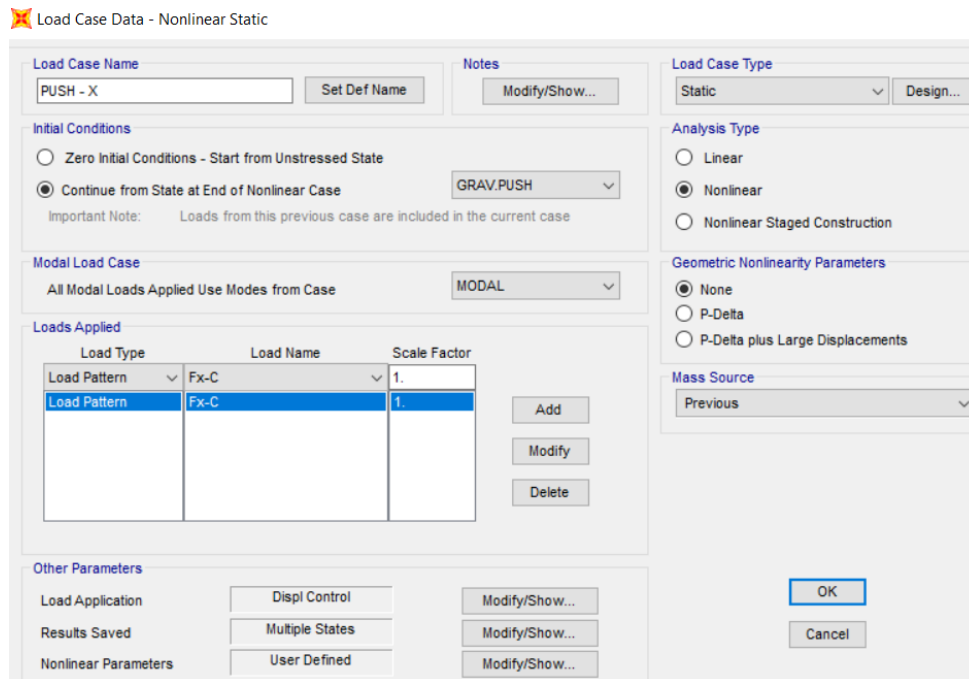 Load Case Data - Nonlinear Static
Load Case Name
PUSH - X
Set Def Name
Notes
Modify/Show...
Load Case Type
Static
Design...
Initial Conditions
Zero Initial Conditions - Start from Unstressed State
Continue from State at End of Nonlinear Case
GRAV.PUSH
Important Note: Loads from this previous case are included in the current case
Analysis Type
Linear
Nonlinear
Nonlinear Staged Construction
Modal Load Case
All Modal Loads Applied Use Modes from Case
MODAL
Geometric Nonlinearity Parameters
None
P-Delta
P-Delta plus Large Displacements
Loads Applied
Load Type Load Name Scale Factor
Load Pattern Fx-C 1.
Load Pattern Fx-C 1.
Add
Modify
Delete
Mass Source
Previous
Other Parameters
Load Application Displ Control Modify/Show...
Results Saved Multiple States Modify/Show...
Nonlinear Parameters User Defined Modify/Show...
OK
Cancel